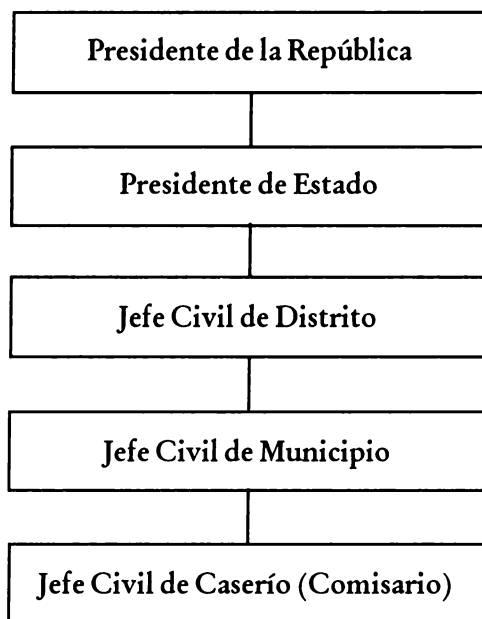 Presidente de la República
Presidente de Estado
Jefe Civil de Distrito
Jefe Civil de Municipio
Jefe Civil de Caserío (Comisario)